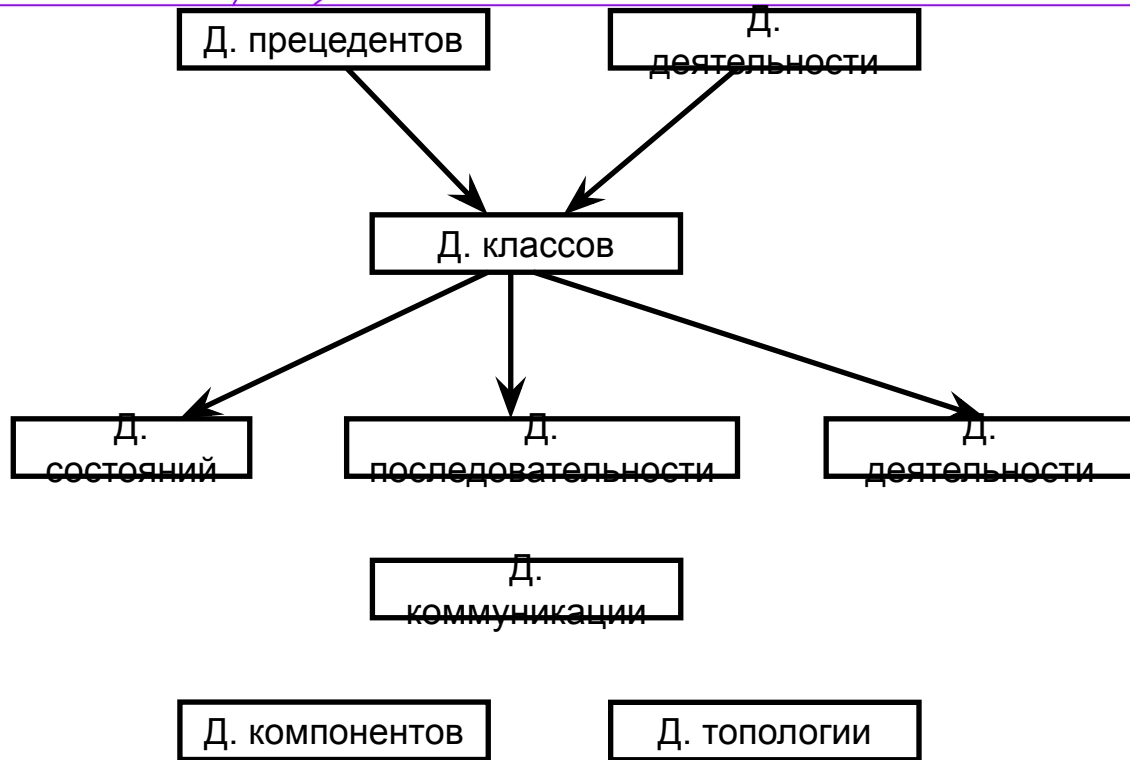 Д. прецедентов
Д.
деятельности
Д. классов
Д.
состояний
Д.
последовательности
Д.
деятельности
Д.
коммуникации
Д. компонентов
Д. топологии